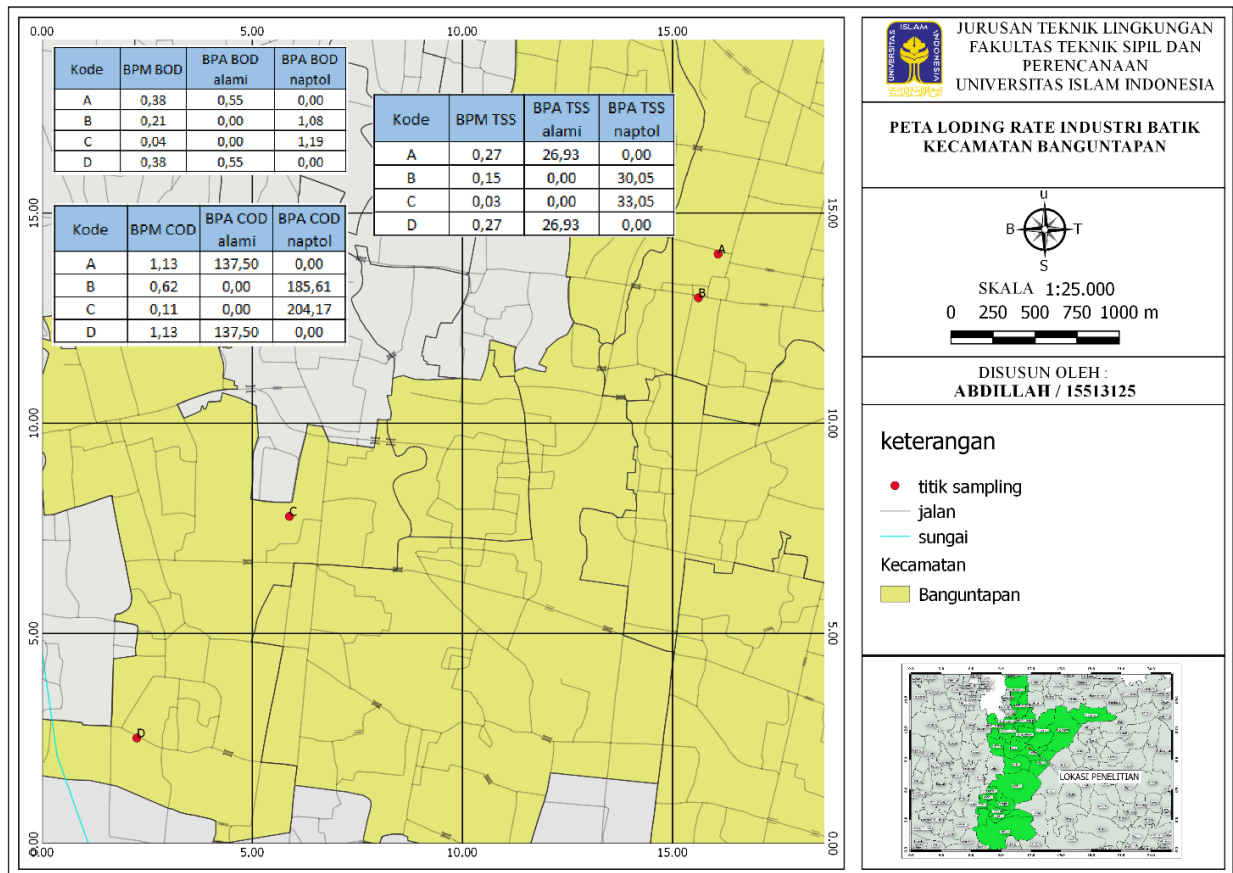 0.00 5.00 10.00 15.00
Kode BPM BOD BPA BOD alami BPA BOD naptol
A 0,38 0,55 0,00
B 0,21 0,00 1,08
C 0,04 0,00 1,19
D 0,38 0,55 0,00
Kode BPM TSS BPA TSS alami BPA TSS naptol
A 0,27 26,93 0,00
B 0,15 0,00 30,05
C 0,03 0,00 33,05
D 0,27 26,93 0,00
Kode BPM COD BPA COD alami BPA COD naptol
A 1,13 137,50 0,00
B 0,62 0,00 185,61
C 0,11 0,00 204,17
D 1,13 137,50 0,00
15.00 15.00
A
B
10.00 10.00
C
5.00 5.00
D
0.00 0.00
0.00 5.00 10.00 15.00
UNIVERSITAS ISLAM INDONESIA
JURUSAN TEKNIK LINGKUNGAN
FAKULTAS TEKNIK SIPIL DAN
PERENCANAAN
UNIVERSITAS ISLAM INDONESIA
PETA LODING RATE INDUSTRI BATIK
KECAMATAN BANGUNTAPAN
u
B T
S
SKALA 1:25.000
0 250 500 750 1000 m
DISUSUN OLEH :
ABDILLAH / 15513125
keterangan
titik sampling
jalan
sungai
Kecamatan
Banguntapan
LOKASI PENELITIAN